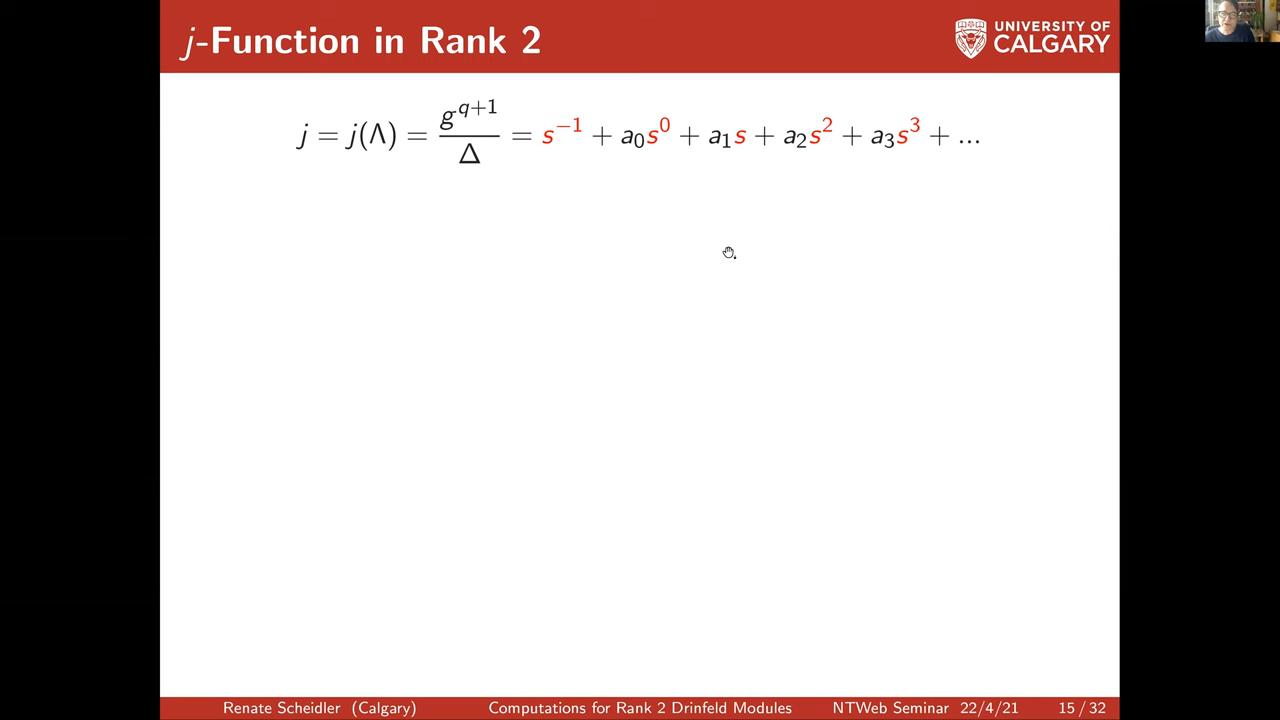 j-Function in Rank 2
UNIVERSITY OF
CALGARY
j = j(Λ) = g^{q+1}/Δ = s^{-1} + a_0s^0 + a_1s + a_2s^2 + a_3s^3 + ...
Renate Scheidler (Calgary) Computations for Rank 2 Drinfeld Modules NTWeb Seminar 22/4/21 15 / 32